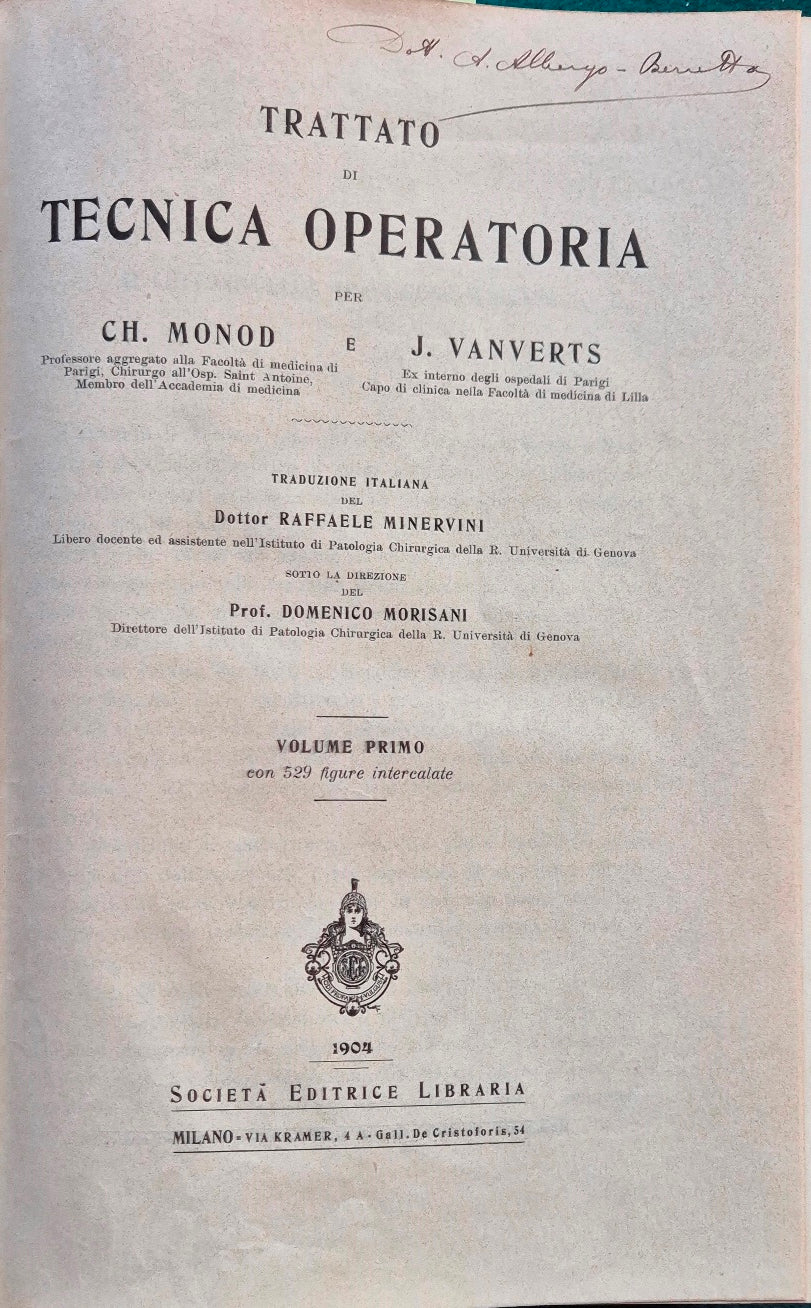 Dott. A. Albergo-Berretta
TRATTATO
DI
TECNICA OPERATORIA
PER
CH. MONOD
E
J. VANVERTS
Professore aggregato alla Facoltà di medicina di
Parigi, Chirurgo all'Osp. Saint Antoine,
Membro dell'Accademia di medicina
Ex interno degli ospedali di Parigi
Capo di clinica nella Facoltà di medicina di Lilla
TRADUZIONE ITALIANA
DEL
Dottor RAFFAELE MINERVINI
Libero docente ed assistente nell'Istituto di Patologia Chirurgica della R. Università di Genova
SOTTO LA DIREZIONE
DEL
Prof. DOMENICO MORISANI
Direttore dell'Istituto di Patologia Chirurgica della R. Università di Genova
VOLUME PRIMO
con 529 figure intercalate
SEL
1904
SOCIETÀ EDITRICE LIBRARIA
MILANO = VIA KRAMER, 4 A - Gall. De Cristoforis, 54